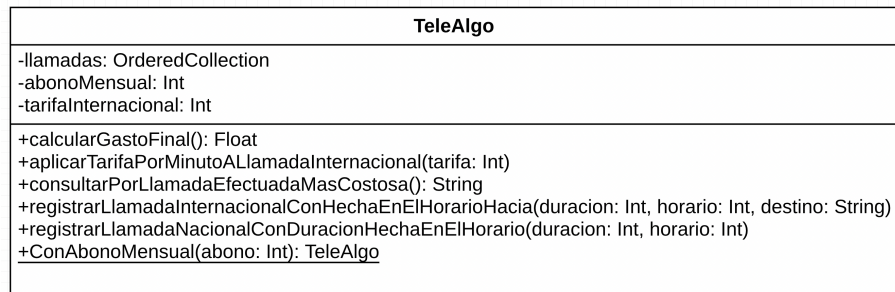 TeleAlgo
-llamadas: OrderedCollection
-abonoMensual: Int
-tarifaInternacional: Int
+calcularGastoFinal(): Float
+aplicarTarifaPorMinutoALlamadaInternacional(tarifa: Int)
+consultarPorLlamadaEfectuadaMasCostosa(): String
+registrarLlamadaInternacionalConHechaEnElHorarioHacia(duracion: Int, horario: Int, destino: String)
+registrarLlamadaNacionalConDuracionHechaEnElHorario(duracion: Int, horario: Int)
+ConAbonoMensual(abono: Int): TeleAlgo